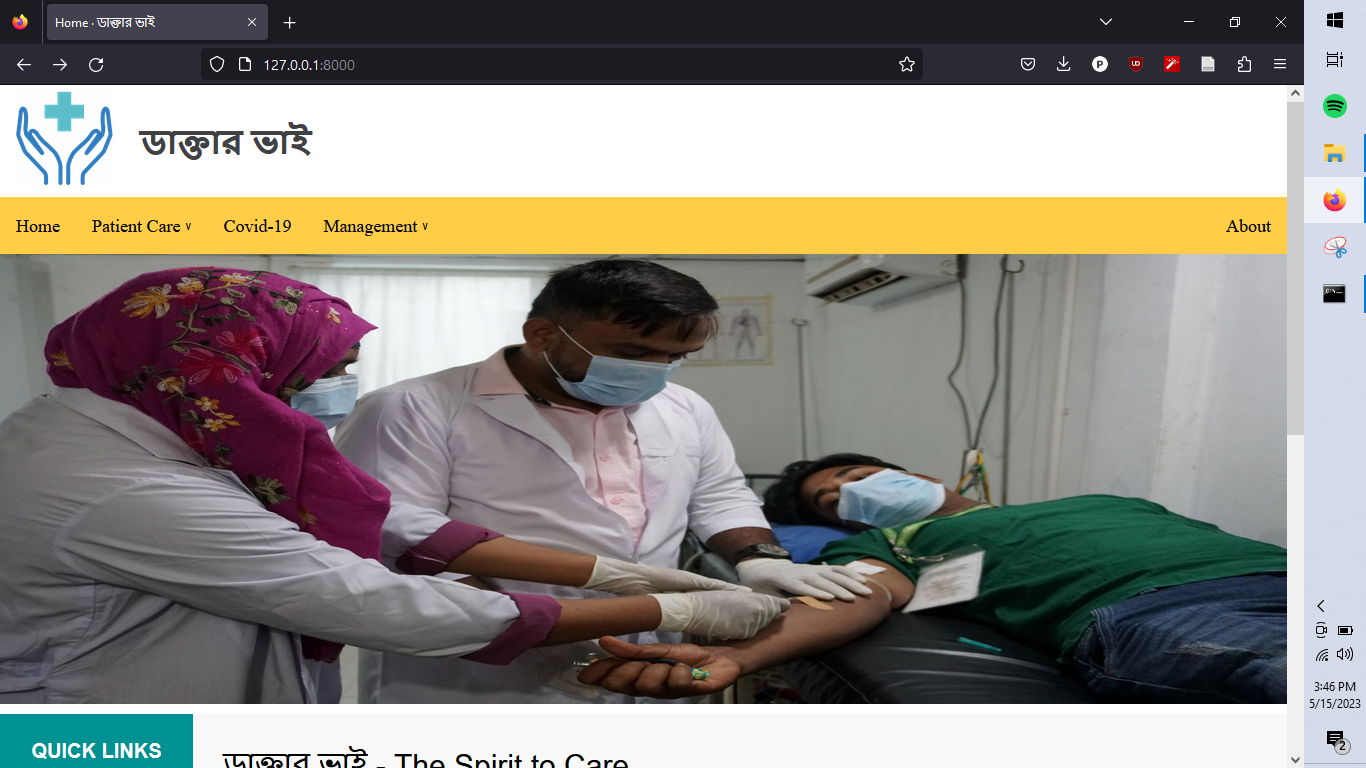 Home · ডাক্তার ভাই
127.0.0.1:8000
ডাক্তার ভাই
Home Patient Care ∨ Covid-19 Management ∨ About
QUICK LINKS
ডাক্তার ভাই - The Spirit to Care
3:46 PM
5/15/2023
2